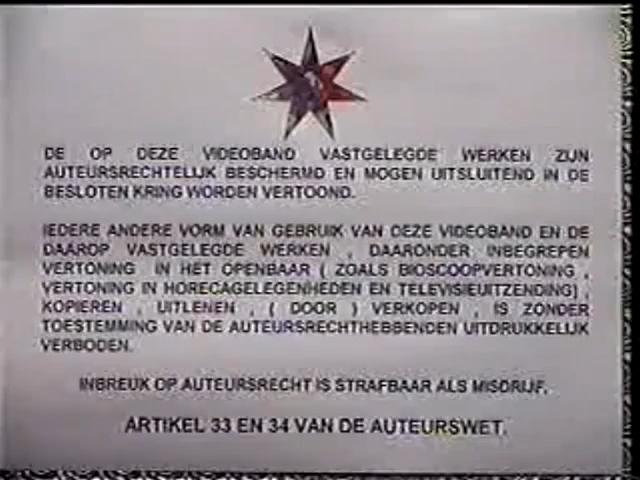 DE OP DEZE VIDEOBAND VASTGELEGDE WERKEN ZIJN
AUTEURSRECHTELIJK BESCHERMD EN MOGEN UITSLUITEND IN DE
BESLOTEN KRING WORDEN VERTOOND.
IEDERE ANDERE VORM VAN GEBRUIK VAN DEZE VIDEOBAND EN DE
DAAROP VASTGELEGDE WERKEN , DAARONDER INBEGREPEN
VERTONING IN HET OPENBAAR ( ZOALS BIOSCOOPVERTONING ,
VERTONING IN HORECAGELEGENHEDEN EN TELEVISIEUITZENDING) ,
KOPIEREN , UITLENEN , ( DOOR ) VERKOPEN , IS ZONDER
TOESTEMMING VAN DE AUTEURSRECHTHEBBENDEN UITDRUKKELIJK
VERBODEN.
INBREUK OP AUTEURSRECHT IS STRAFBAAR ALS MISDRIJF.
ARTIKEL 33 EN 34 VAN DE AUTEURSWET.